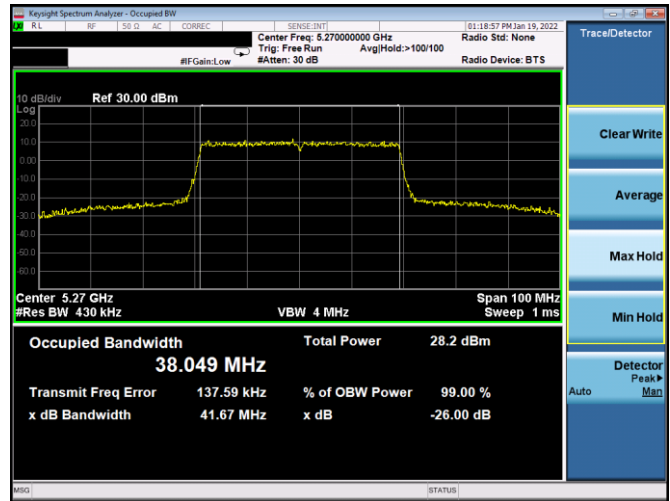 Keysight Spectrum Analyzer - Occupied BW
RL RF 50 Ω AC CORREC SENSE:INT 01:18:57 PM Jan 19, 2022
Center Freq: 5.270000000 GHz Radio Std: None
Trig: Free Run Avg|Hold:>100/100
#IFGain:Low #Atten: 30 dB Radio Device: BTS
Trace/Detector
10 dB/div Ref 30.00 dBm
Log
20.0
10.0
0.00
-10.0
-20.0
-30.0
-40.0
-50.0
-60.0
Center 5.27 GHz Span 100 MHz
#Res BW 430 kHz VBW 4 MHz Sweep 1 ms
Occupied Bandwidth Total Power 28.2 dBm
38.049 MHz
Transmit Freq Error 137.59 kHz % of OBW Power 99.00 %
x dB Bandwidth 41.67 MHz x dB -26.00 dB
Clear Write
Average
Max Hold
Min Hold
Detector
Peak▶
Auto Man
MSG STATUS